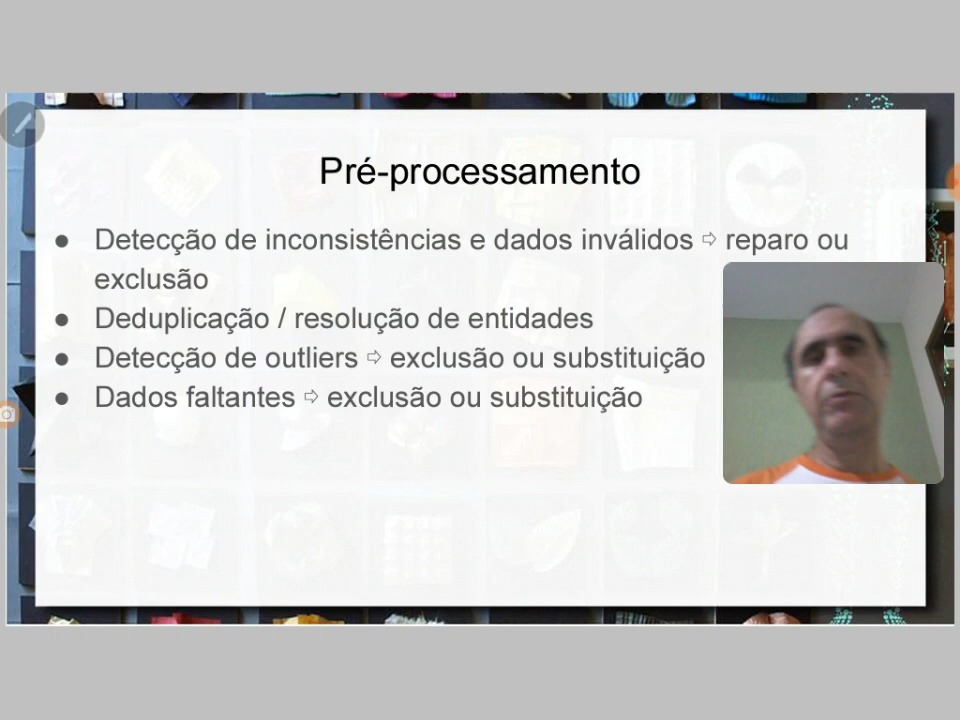 Pré-processamento
● Detecção de inconsistências e dados inválidos ⇨ reparo ou
exclusão
● Deduplicação / resolução de entidades
● Detecção de outliers ⇨ exclusão ou substituição
● Dados faltantes ⇨ exclusão ou substituição